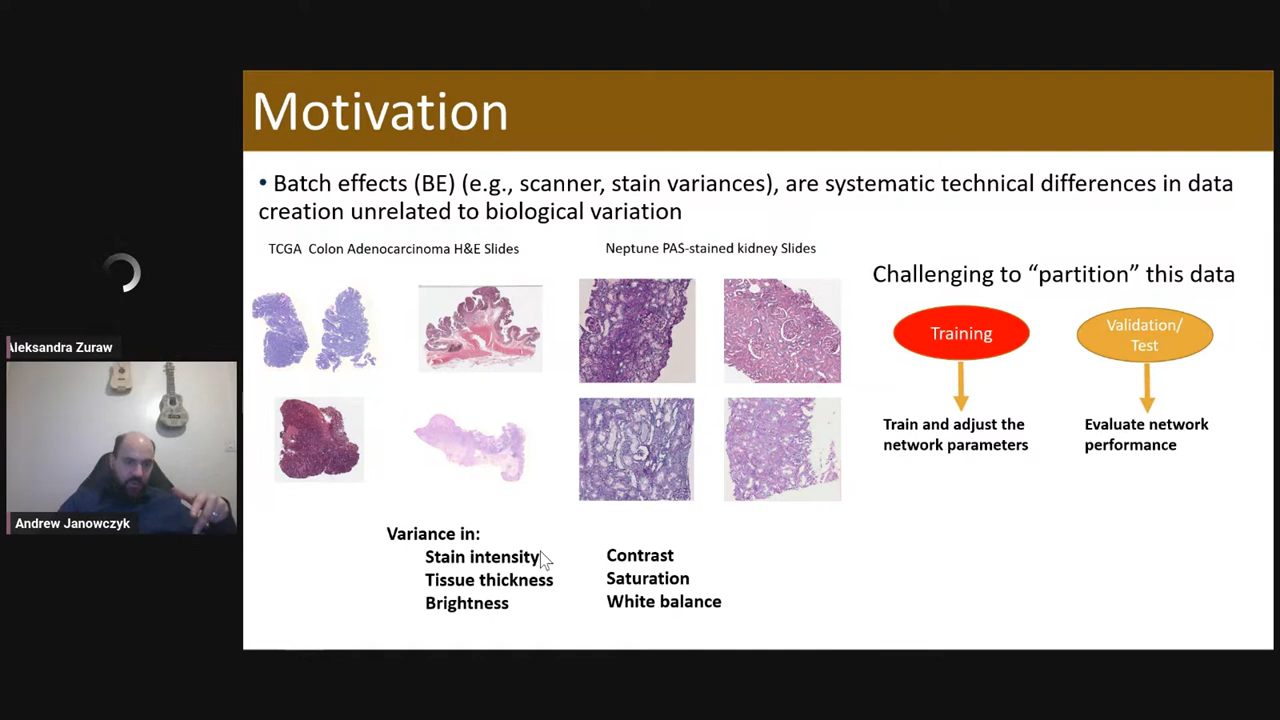 Motivation
• Batch effects (BE) (e.g., scanner, stain variances), are systematic technical differences in data
creation unrelated to biological variation
TCGA Colon Adenocarcinoma H&E Slides
Neptune PAS-stained kidney Slides
Challenging to “partition” this data
Training
Validation/
Test
Train and adjust the
network parameters
Evaluate network
performance
Variance in:
Stain intensity
Tissue thickness
Brightness
Contrast
Saturation
White balance
Aleksandra Zuraw
Andrew Janowczyk